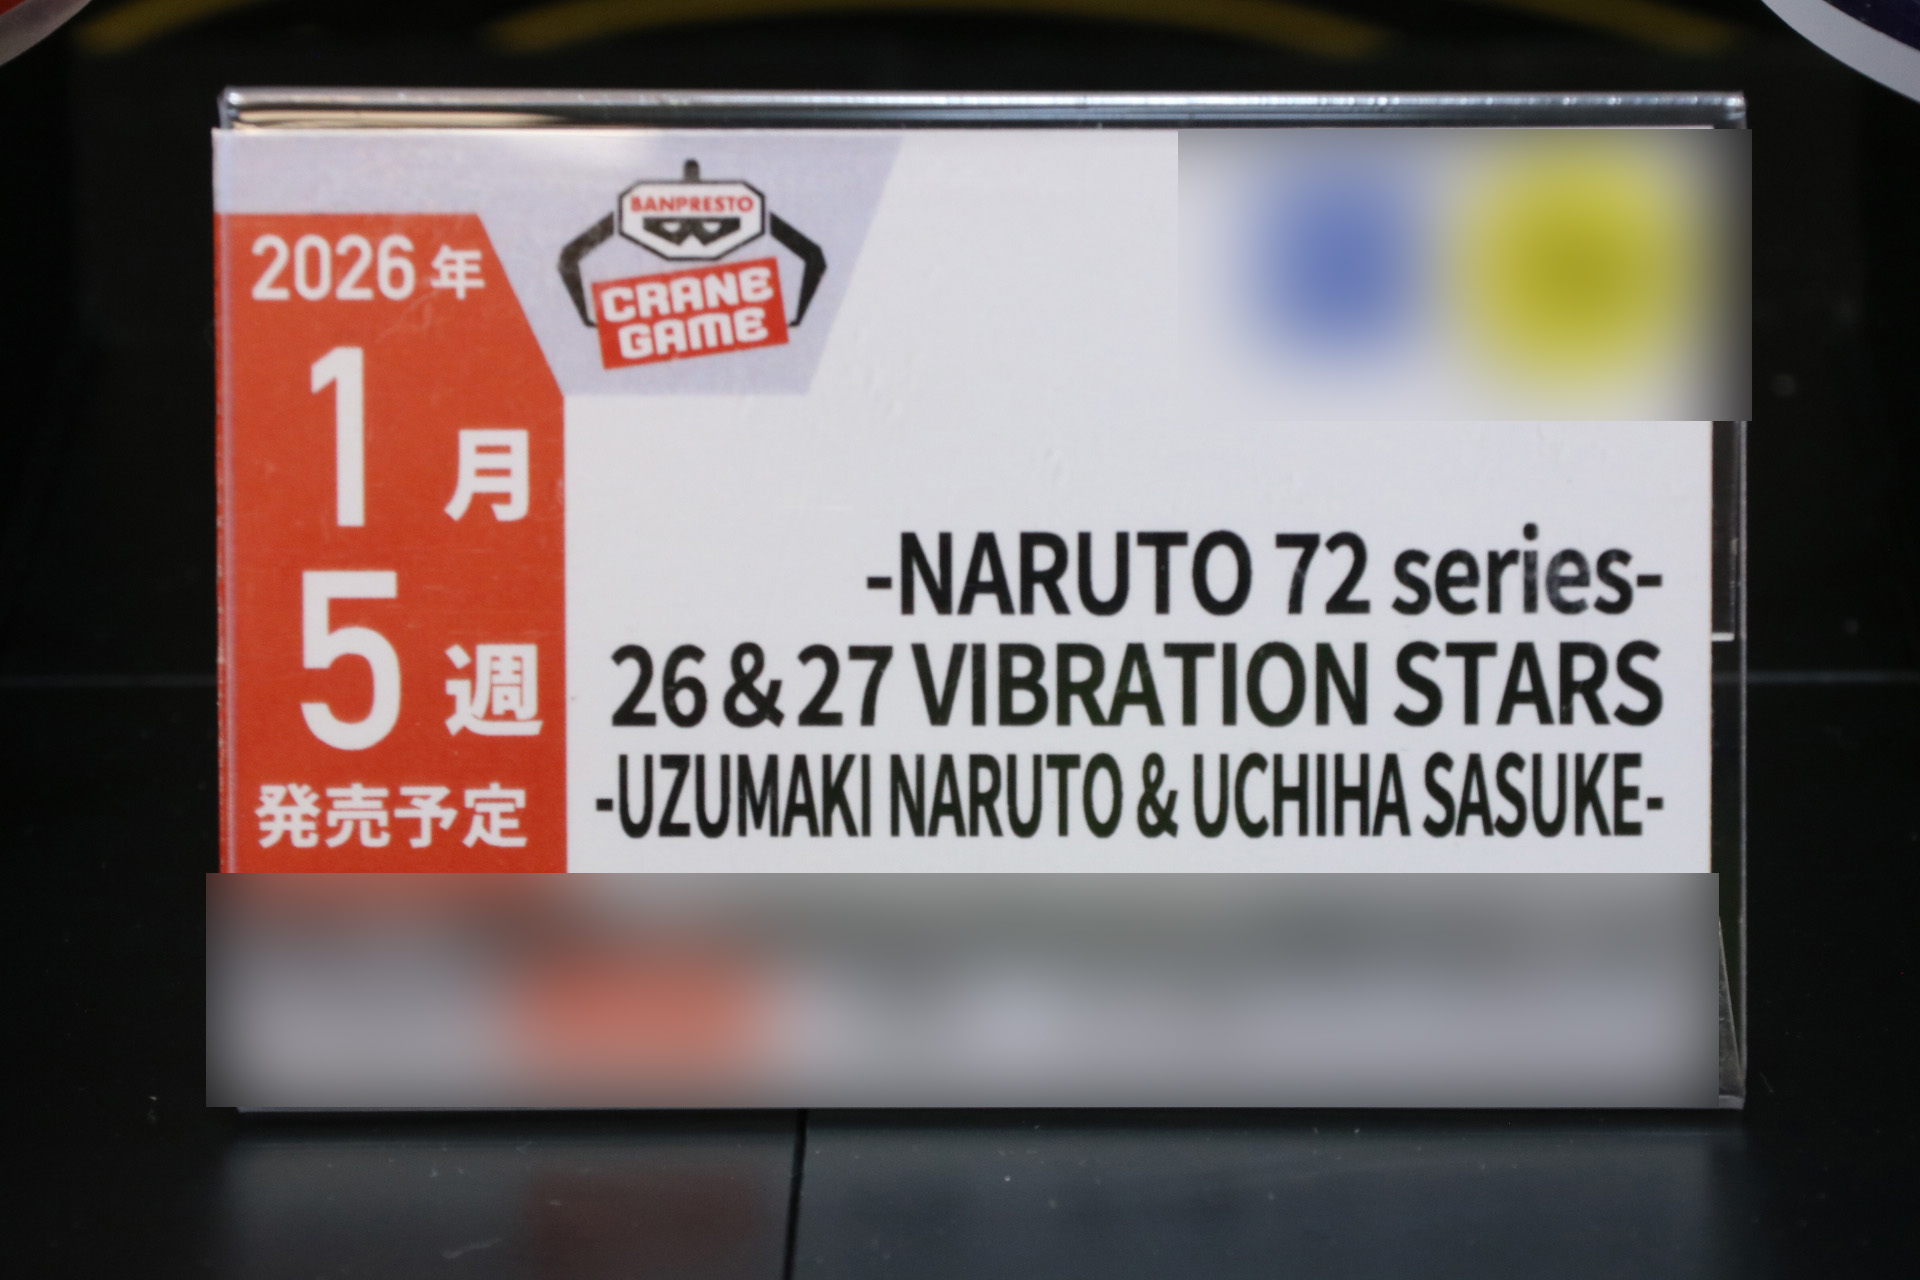 2026年
1月
5週
発売予定
BANPRESTO
CRANE
GAME
-NARUTO 72 series-
26&27 VIBRATION STARS
-UZUMAKI NARUTO & UCHIHA SASUKE-